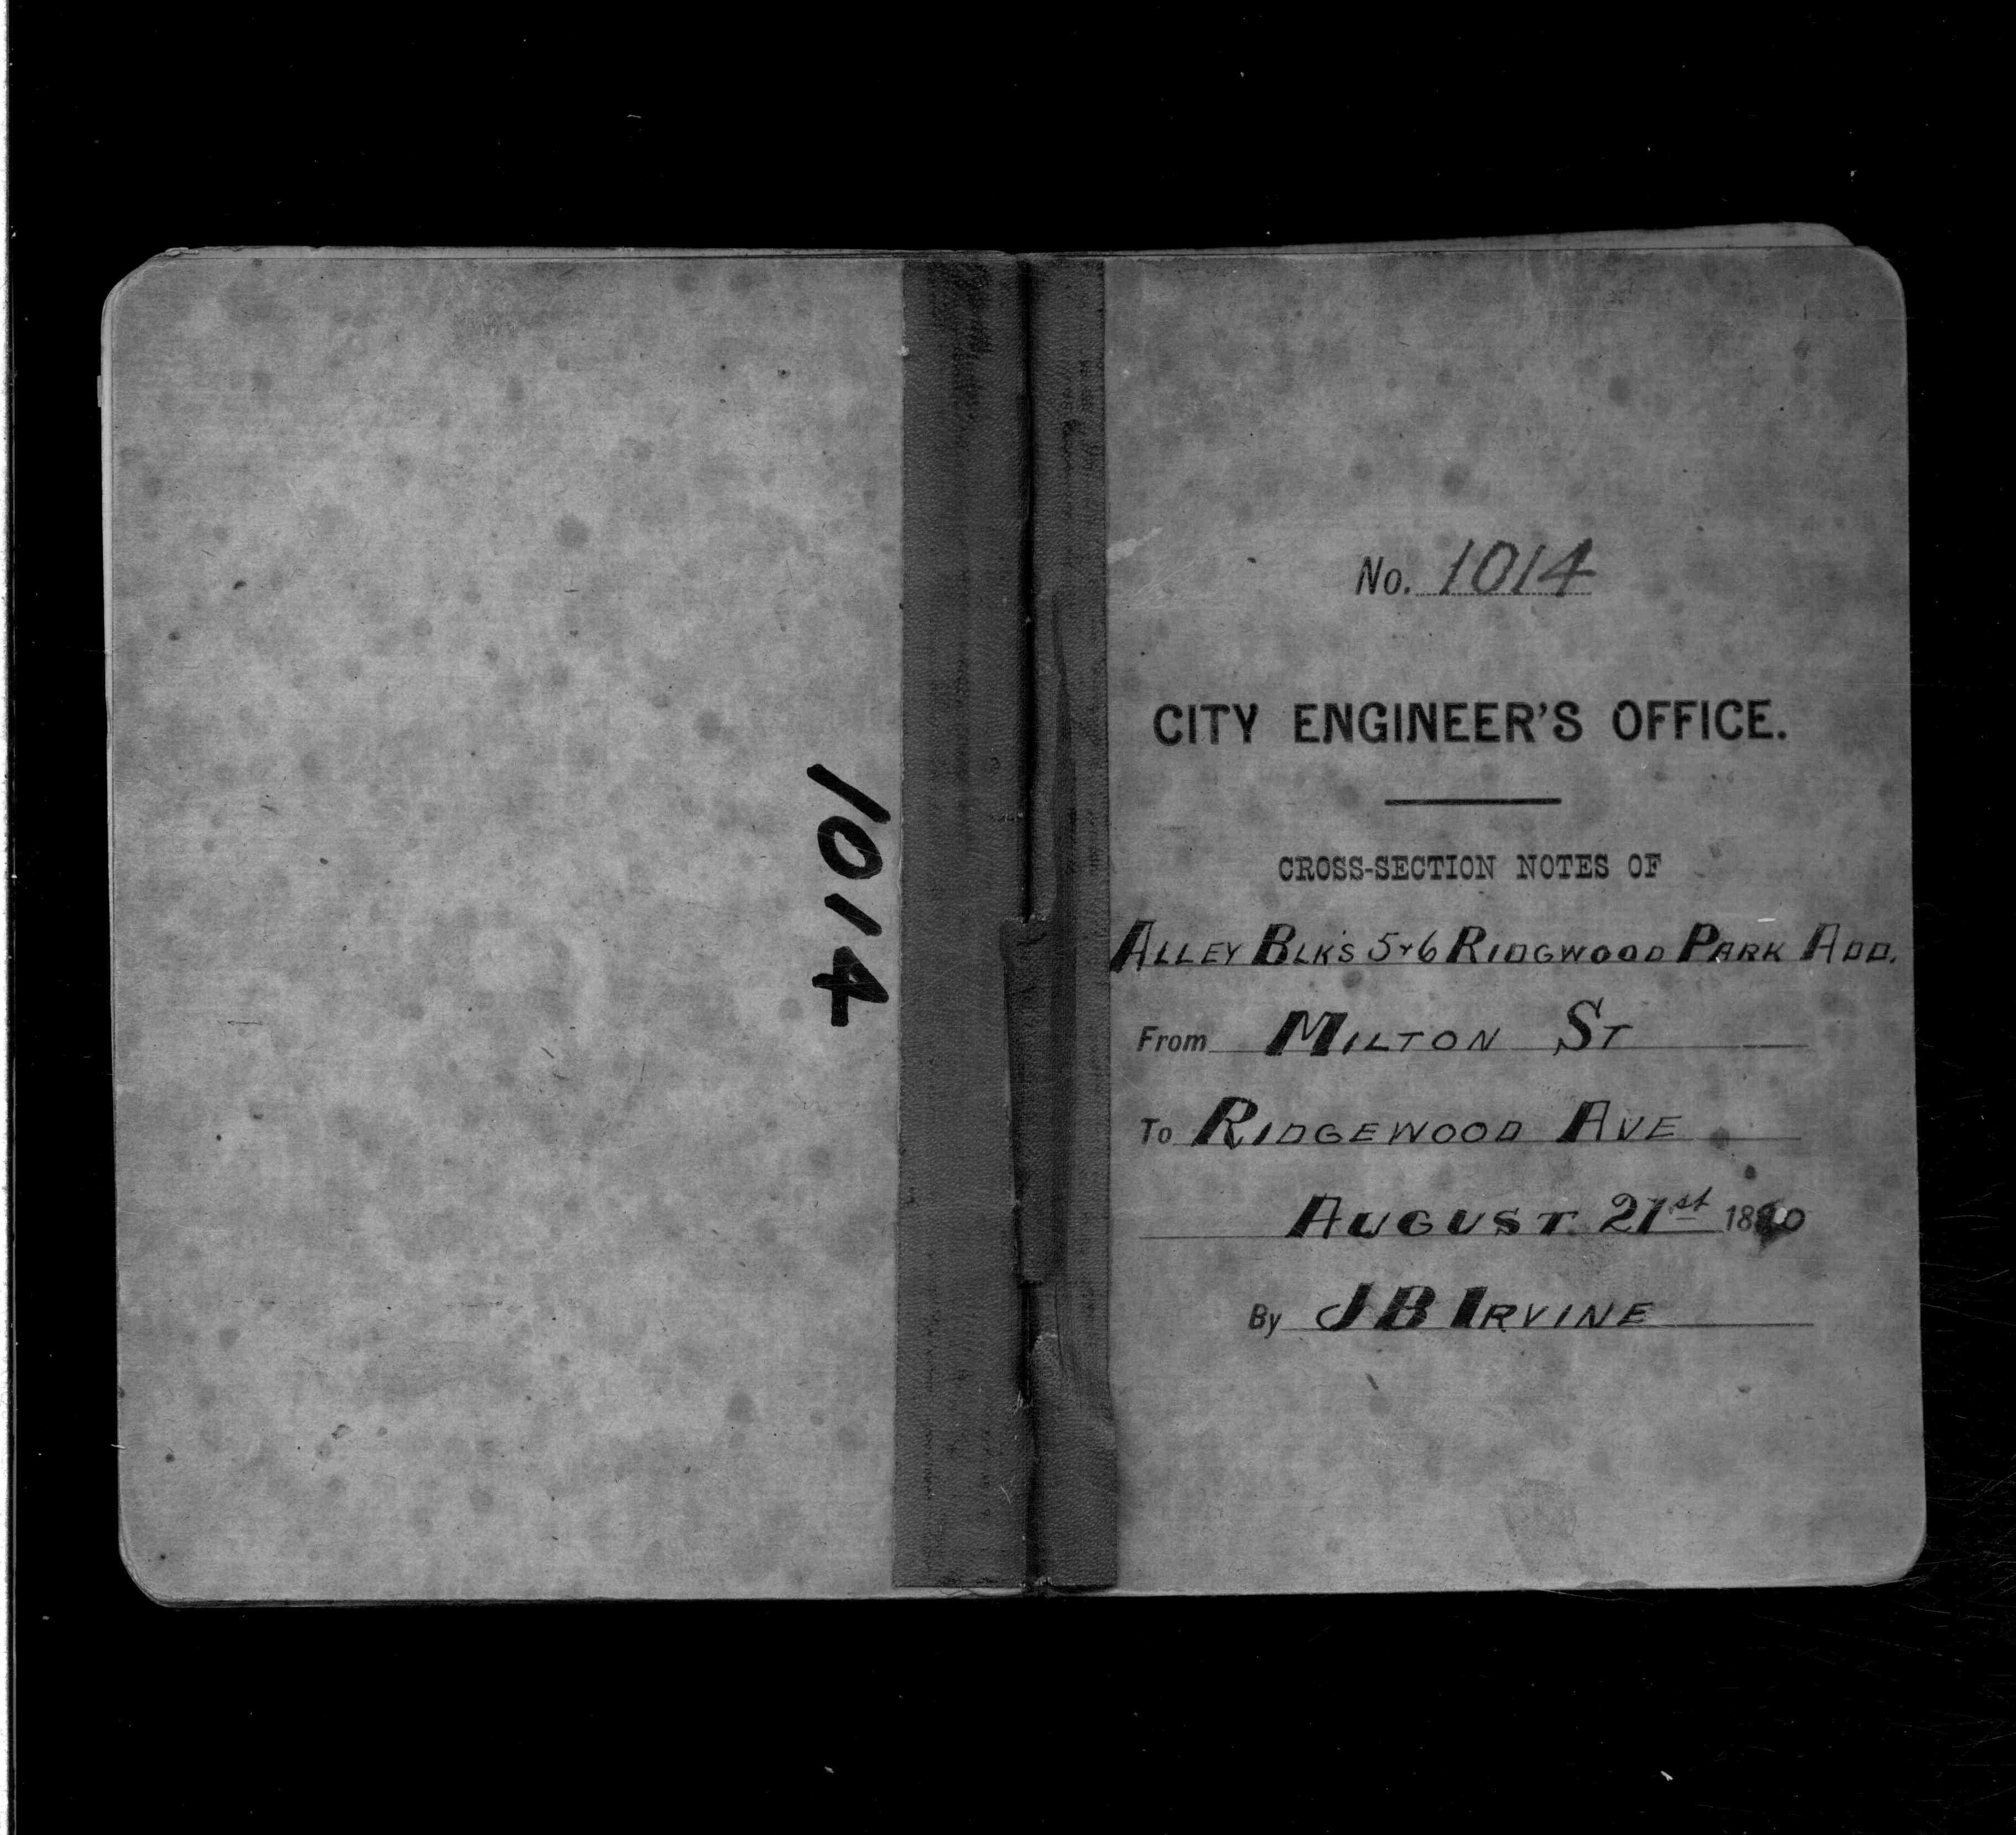 1014
No. 1014
CITY ENGINEER'S OFFICE.
CROSS-SECTION NOTES OF
ALLEY BLK'S 5 & 6 RIDGWOOD PARK ADD.
From MILTON ST
To RIDGEWOOD AVE
AUGUST 21st
By J B IRVINE